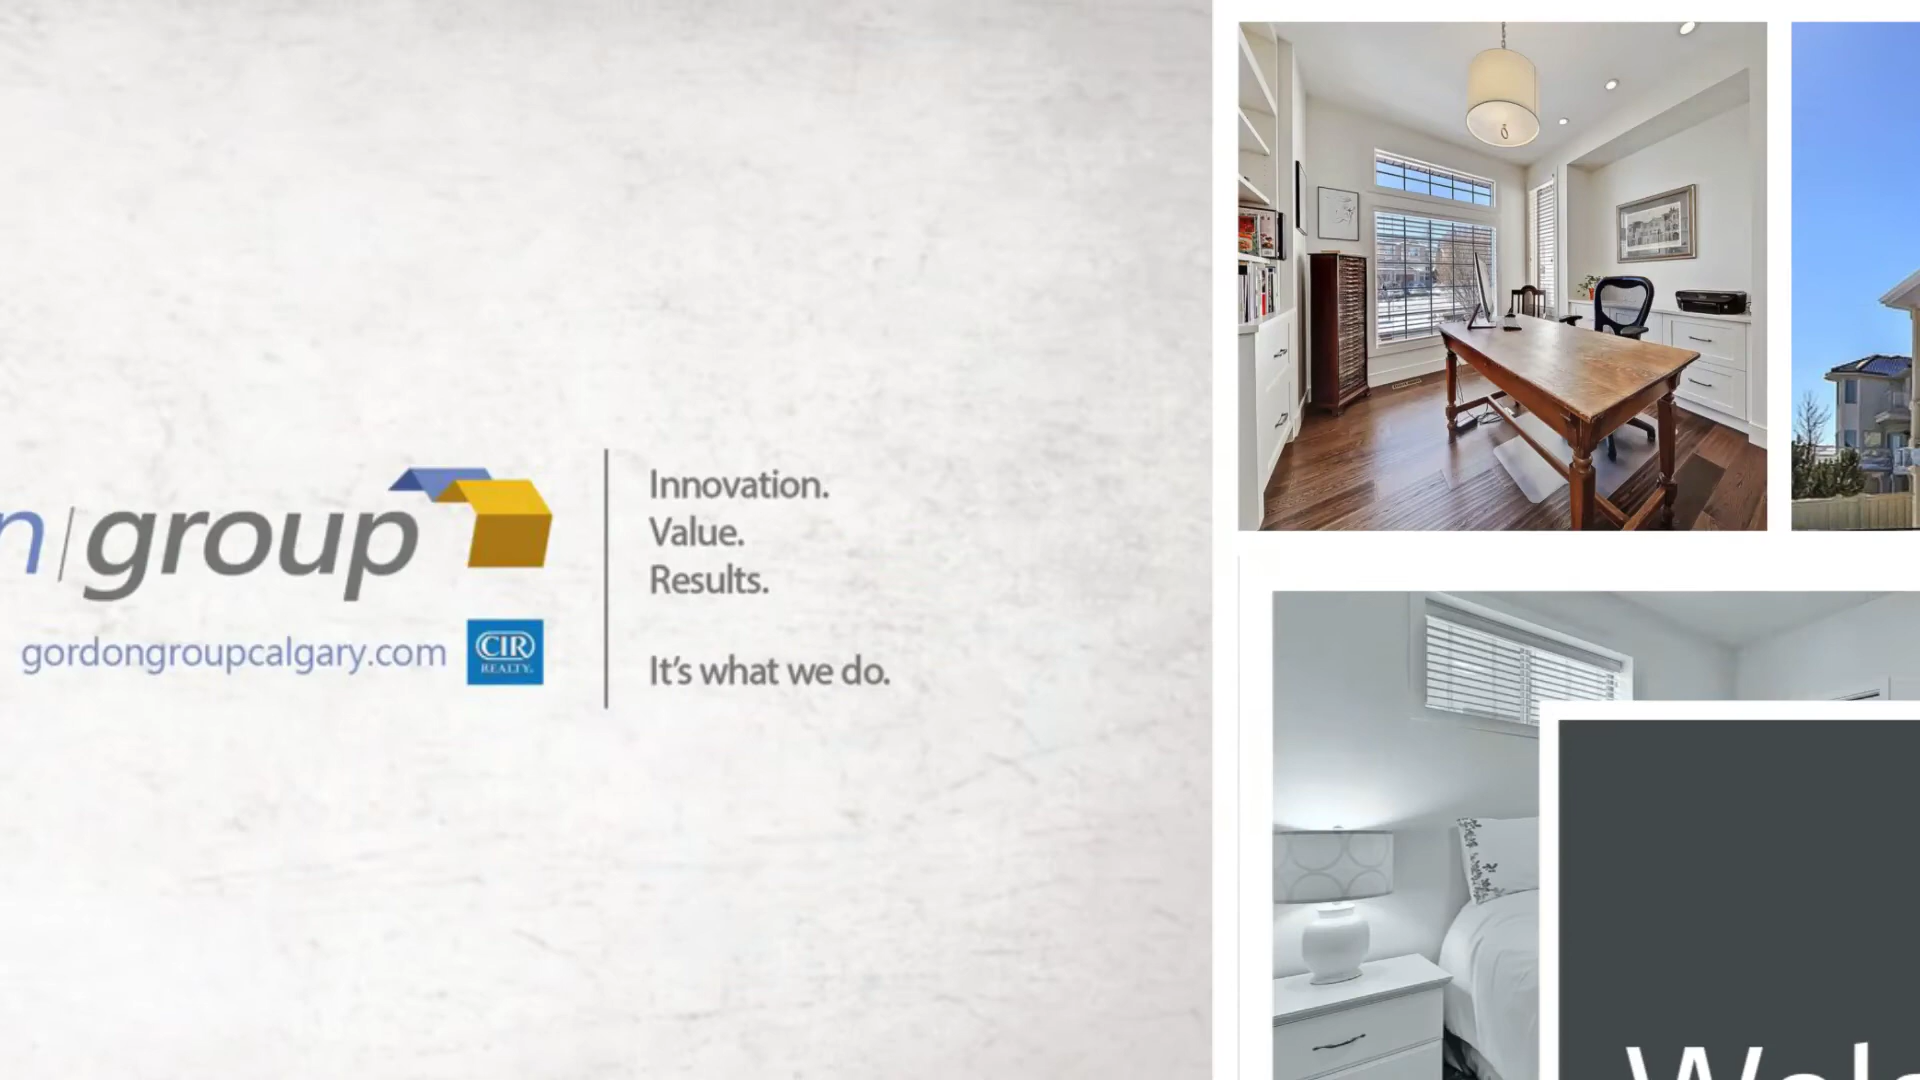 n/group
gordongroupcalgary.com
CIR
REALTY.
Innovation.
Value.
Results.
It's what we do.